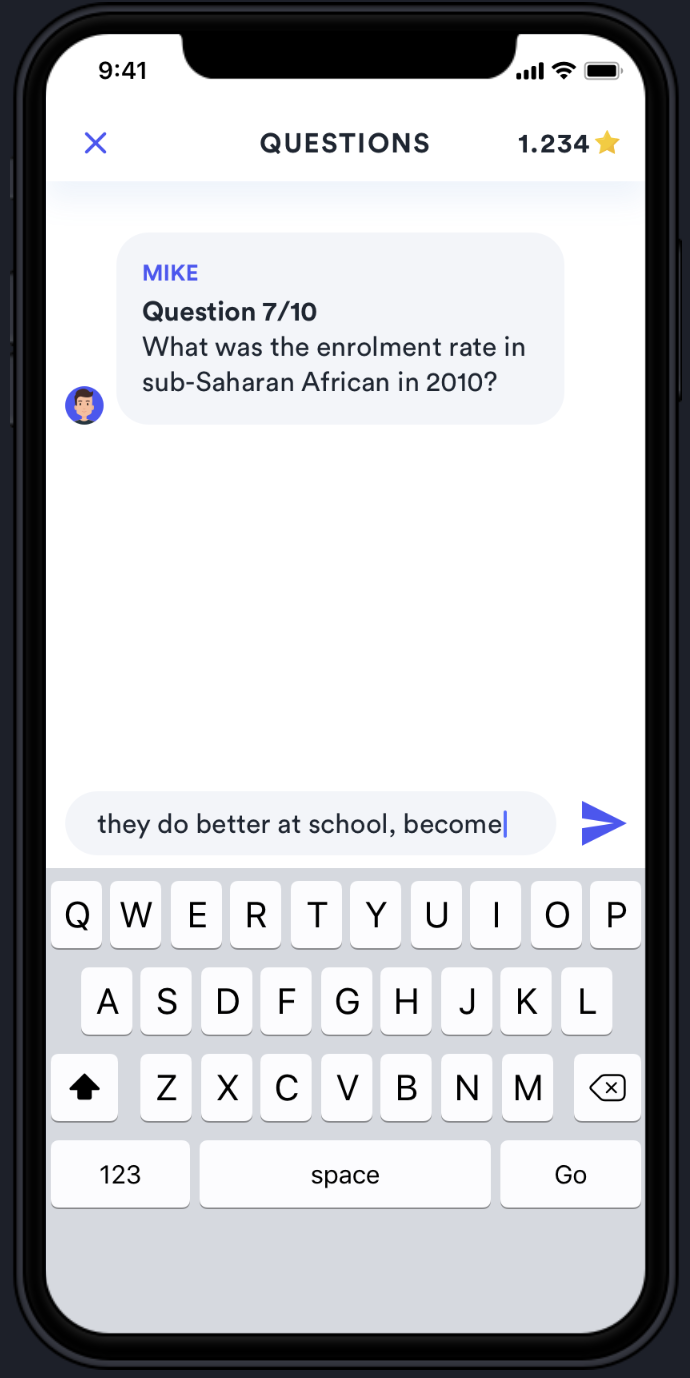 9:41
QUESTIONS
1.234
MIKE
Question 7/10
What was the enrolment rate in
sub-Saharan African in 2010?
they do better at school, become
Q W E R T Y U I O P
A S D F G H J K L
Z X C V B N M
123 space Go